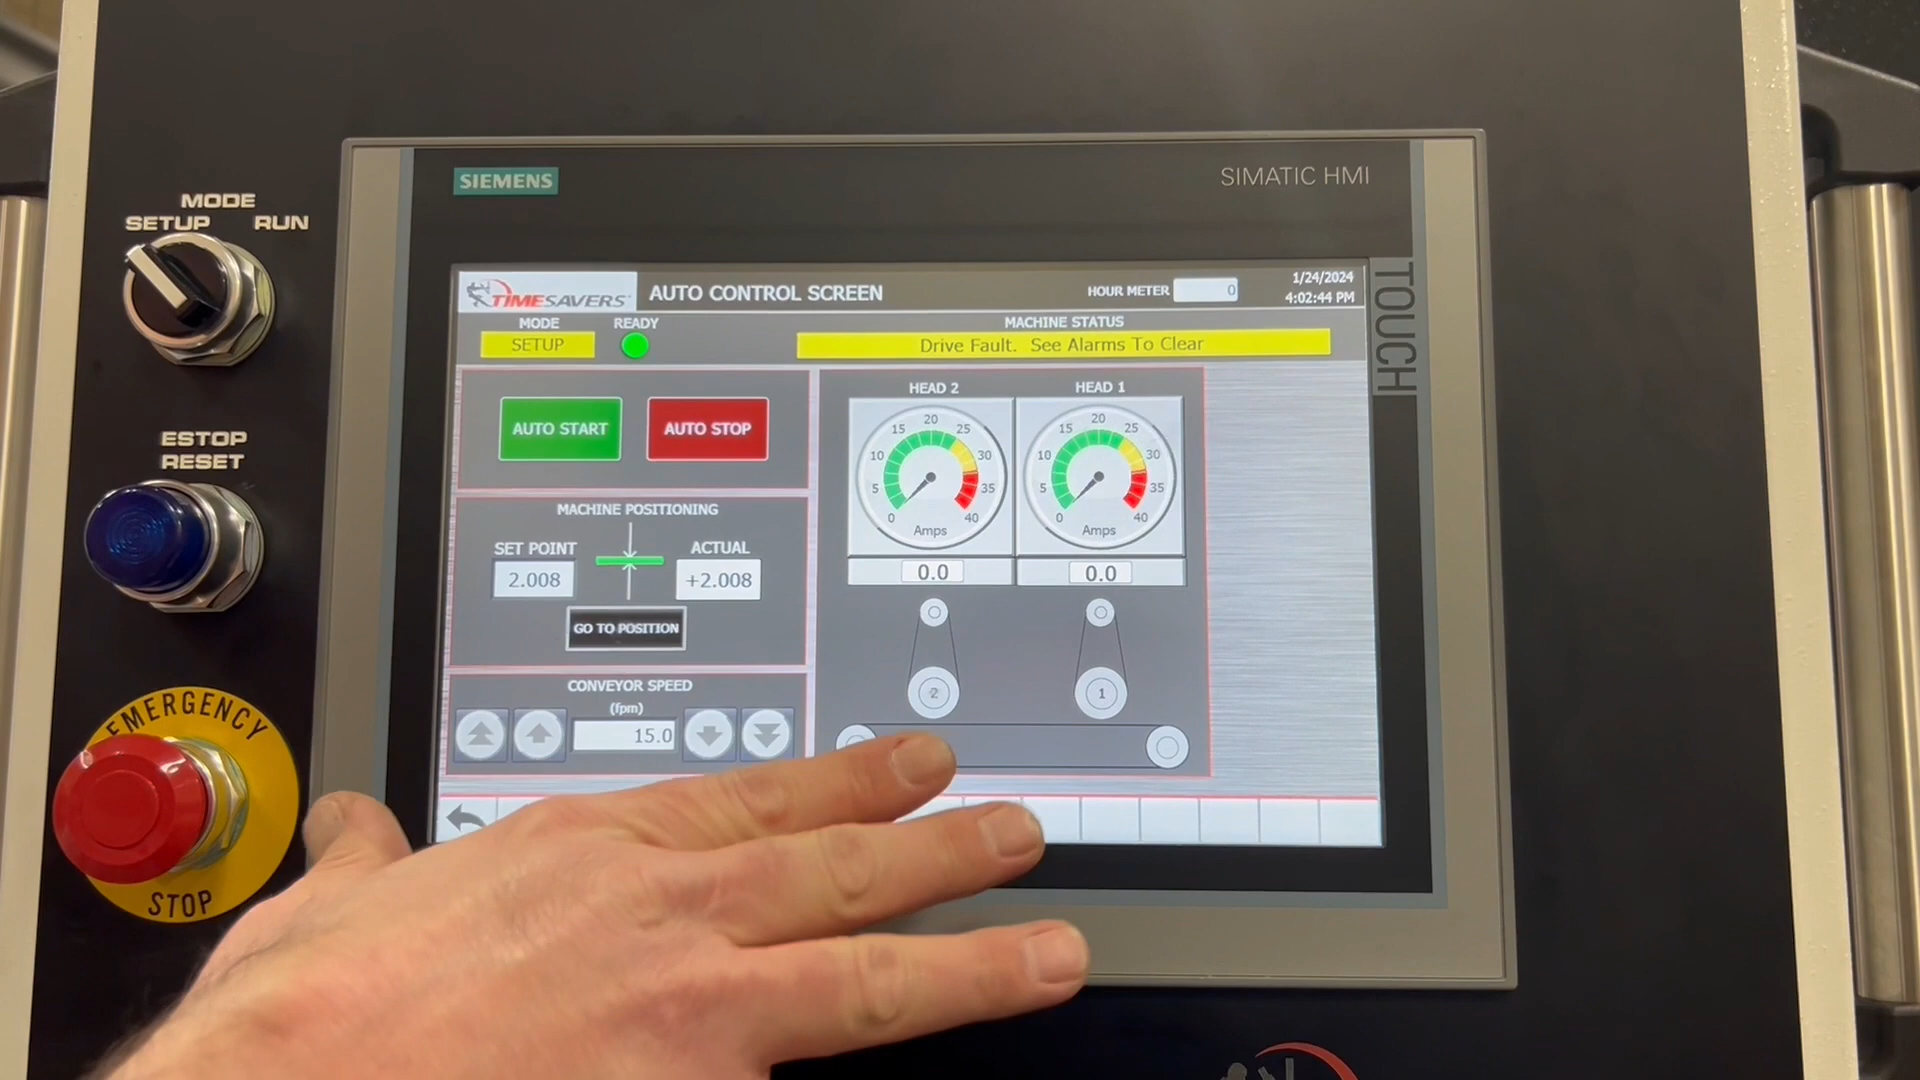 SIEMENS
SIMATIC HMI
TOUCH
MODE
SETUP RUN
ESTOP
RESET
EMERGENCY
STOP
TIMESAVERS
AUTO CONTROL SCREEN
HOUR METER 0
1/24/2024
4:02:44 PM
MODE
SETUP
READY
MACHINE STATUS
Drive Fault. See Alarms To Clear
AUTO START
AUTO STOP
MACHINE POSITIONING
SET POINT
2.008
ACTUAL
+2.008
GO TO POSITION
CONVEYOR SPEED
(fpm)
15.0
HEAD 2
0 5 10 15 20 25 30 35 40
Amps
0.0
HEAD 1
0 5 10 15 20 25 30 35 40
Amps
0.0
2
1